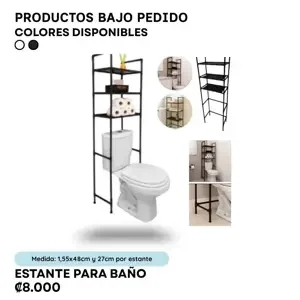 PRODUCTOS BAJO PEDIDO
COLORES DISPONIBLES
Medida: 1,55x48cm y 27cm por estante
ESTANTE PARA BAÑO
₡8.000